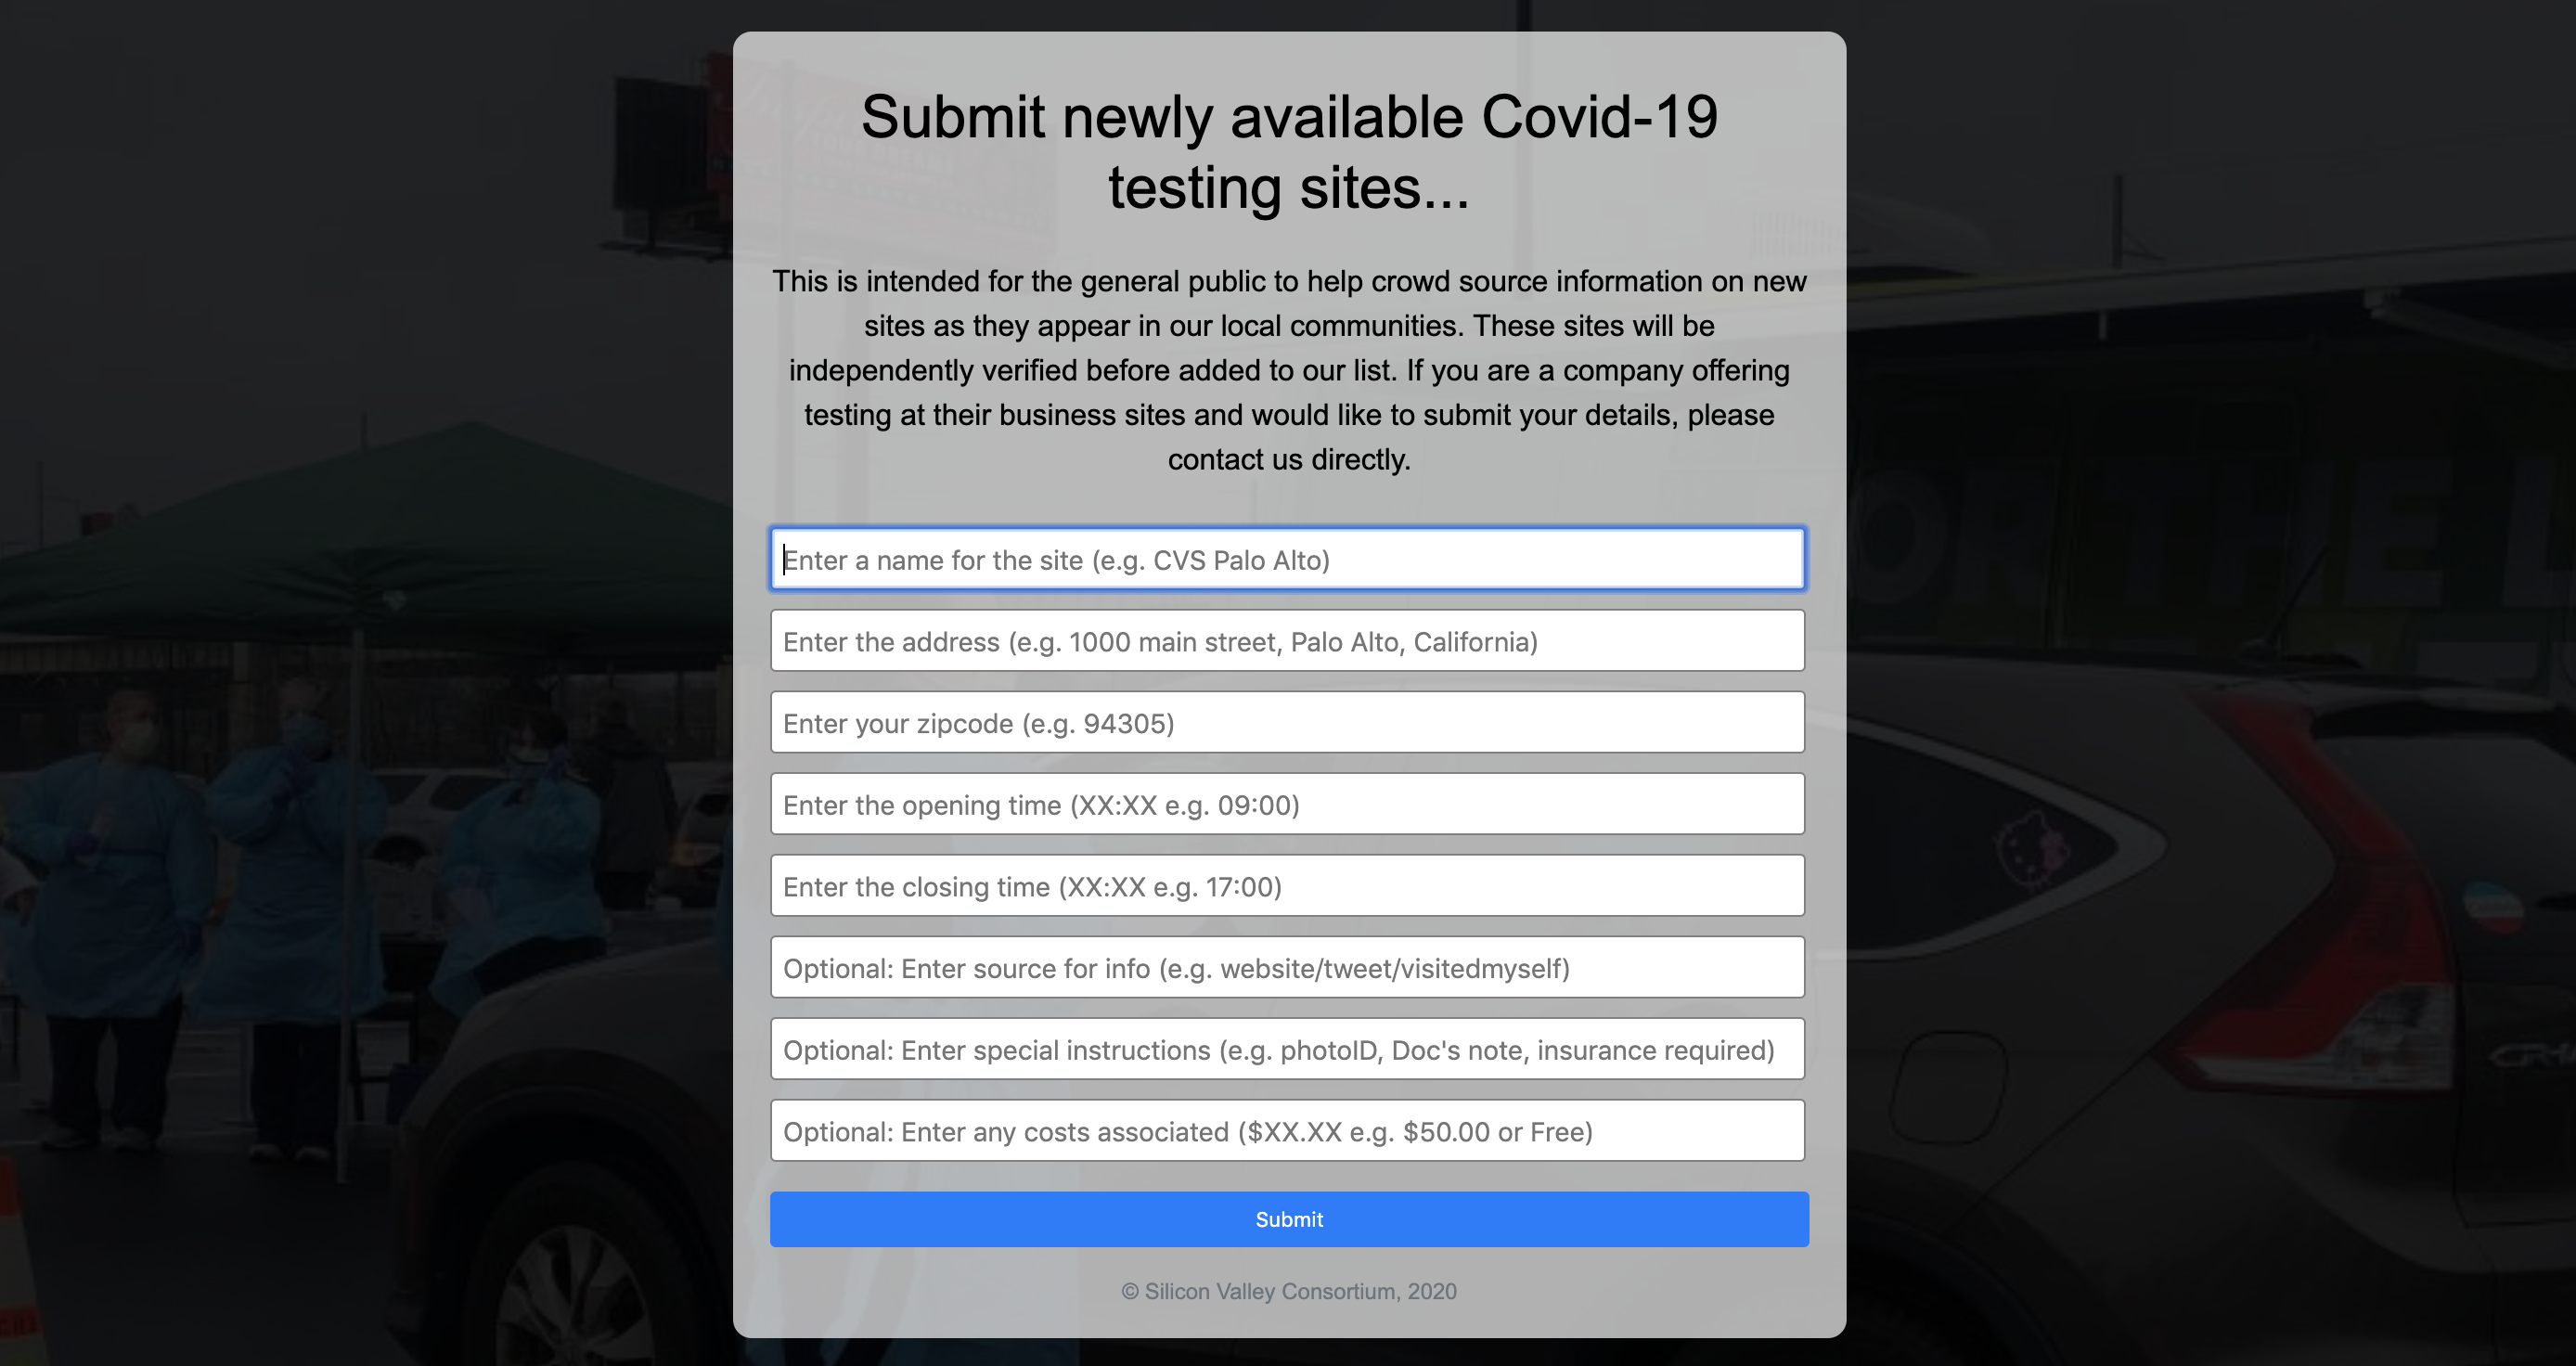 Submit newly available Covid-19
testing sites...
This is intended for the general public to help crowd source information on new
sites as they appear in our local communities. These sites will be
independently verified before added to our list. If you are a company offering
testing at their business sites and would like to submit your details, please
contact us directly.
Enter a name for the site (e.g. CVS Palo Alto)
Enter the address (e.g. 1000 main street, Palo Alto, California)
Enter your zipcode (e.g. 94305)
Enter the opening time (XX:XX e.g. 09:00)
Enter the closing time (XX:XX e.g. 17:00)
Optional: Enter source for info (e.g. website/tweet/visitedmyself)
Optional: Enter special instructions (e.g. photoID, Doc's note, insurance required)
Optional: Enter any costs associated ($XX.XX e.g. $50.00 or Free)
Submit
© Silicon Valley Consortium, 2020